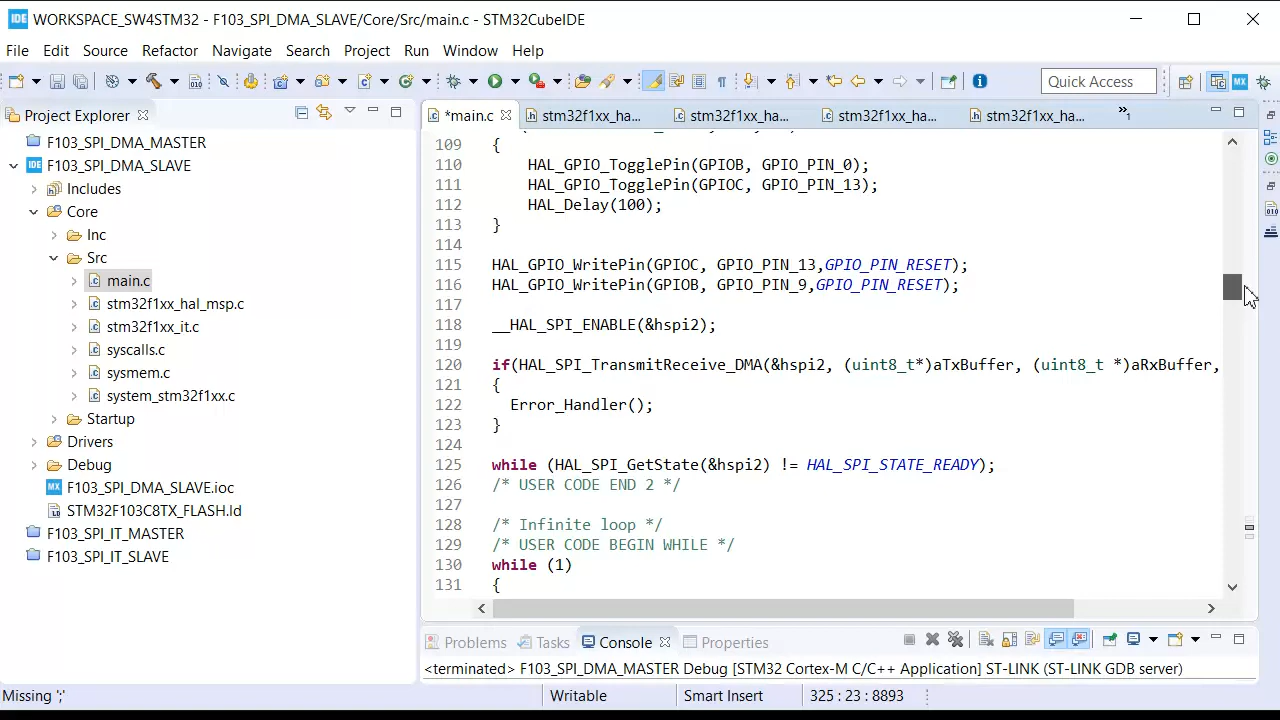 IDE WORKSPACE_SW4STM32 - F103_SPI_DMA_SLAVE/Core/Src/main.c - STM32CubeIDE
File Edit Source Refactor Navigate Search Project Run Window Help
Quick Access
Project Explorer
*main.c stm32f1xx_ha... stm32f1xx_ha... stm32f1xx_ha... stm32f1xx_ha... »1
F103_SPI_DMA_MASTER
IDE F103_SPI_DMA_SLAVE
Includes
Core
Inc
Src
main.c
stm32f1xx_hal_msp.c
stm32f1xx_it.c
syscalls.c
sysmem.c
system_stm32f1xx.c
Startup
Drivers
Debug
MX F103_SPI_DMA_SLAVE.ioc
STM32F103C8TX_FLASH.ld
F103_SPI_IT_MASTER
F103_SPI_IT_SLAVE
109 {
110 HAL_GPIO_TogglePin(GPIOB, GPIO_PIN_0);
111 HAL_GPIO_TogglePin(GPIOC, GPIO_PIN_13);
112 HAL_Delay(100);
113 }
114
115 HAL_GPIO_WritePin(GPIOC, GPIO_PIN_13,GPIO_PIN_RESET);
116 HAL_GPIO_WritePin(GPIOB, GPIO_PIN_9,GPIO_PIN_RESET);
117
118 __HAL_SPI_ENABLE(&hspi2);
119
120 if(HAL_SPI_TransmitReceive_DMA(&hspi2, (uint8_t*)aTxBuffer, (uint8_t *)aRxBuffer,
121 {
122 Error_Handler();
123 }
124
125 while (HAL_SPI_GetState(&hspi2) != HAL_SPI_STATE_READY);
126 /* USER CODE END 2 */
127
128 /* Infinite loop */
129 /* USER CODE BEGIN WHILE */
130 while (1)
131 {
Problems Tasks Console Properties
<terminated> F103_SPI_DMA_MASTER Debug [STM32 Cortex-M C/C++ Application] ST-LINK (ST-LINK GDB server)
Missing ';' Writable Smart Insert 325 : 23 : 8893